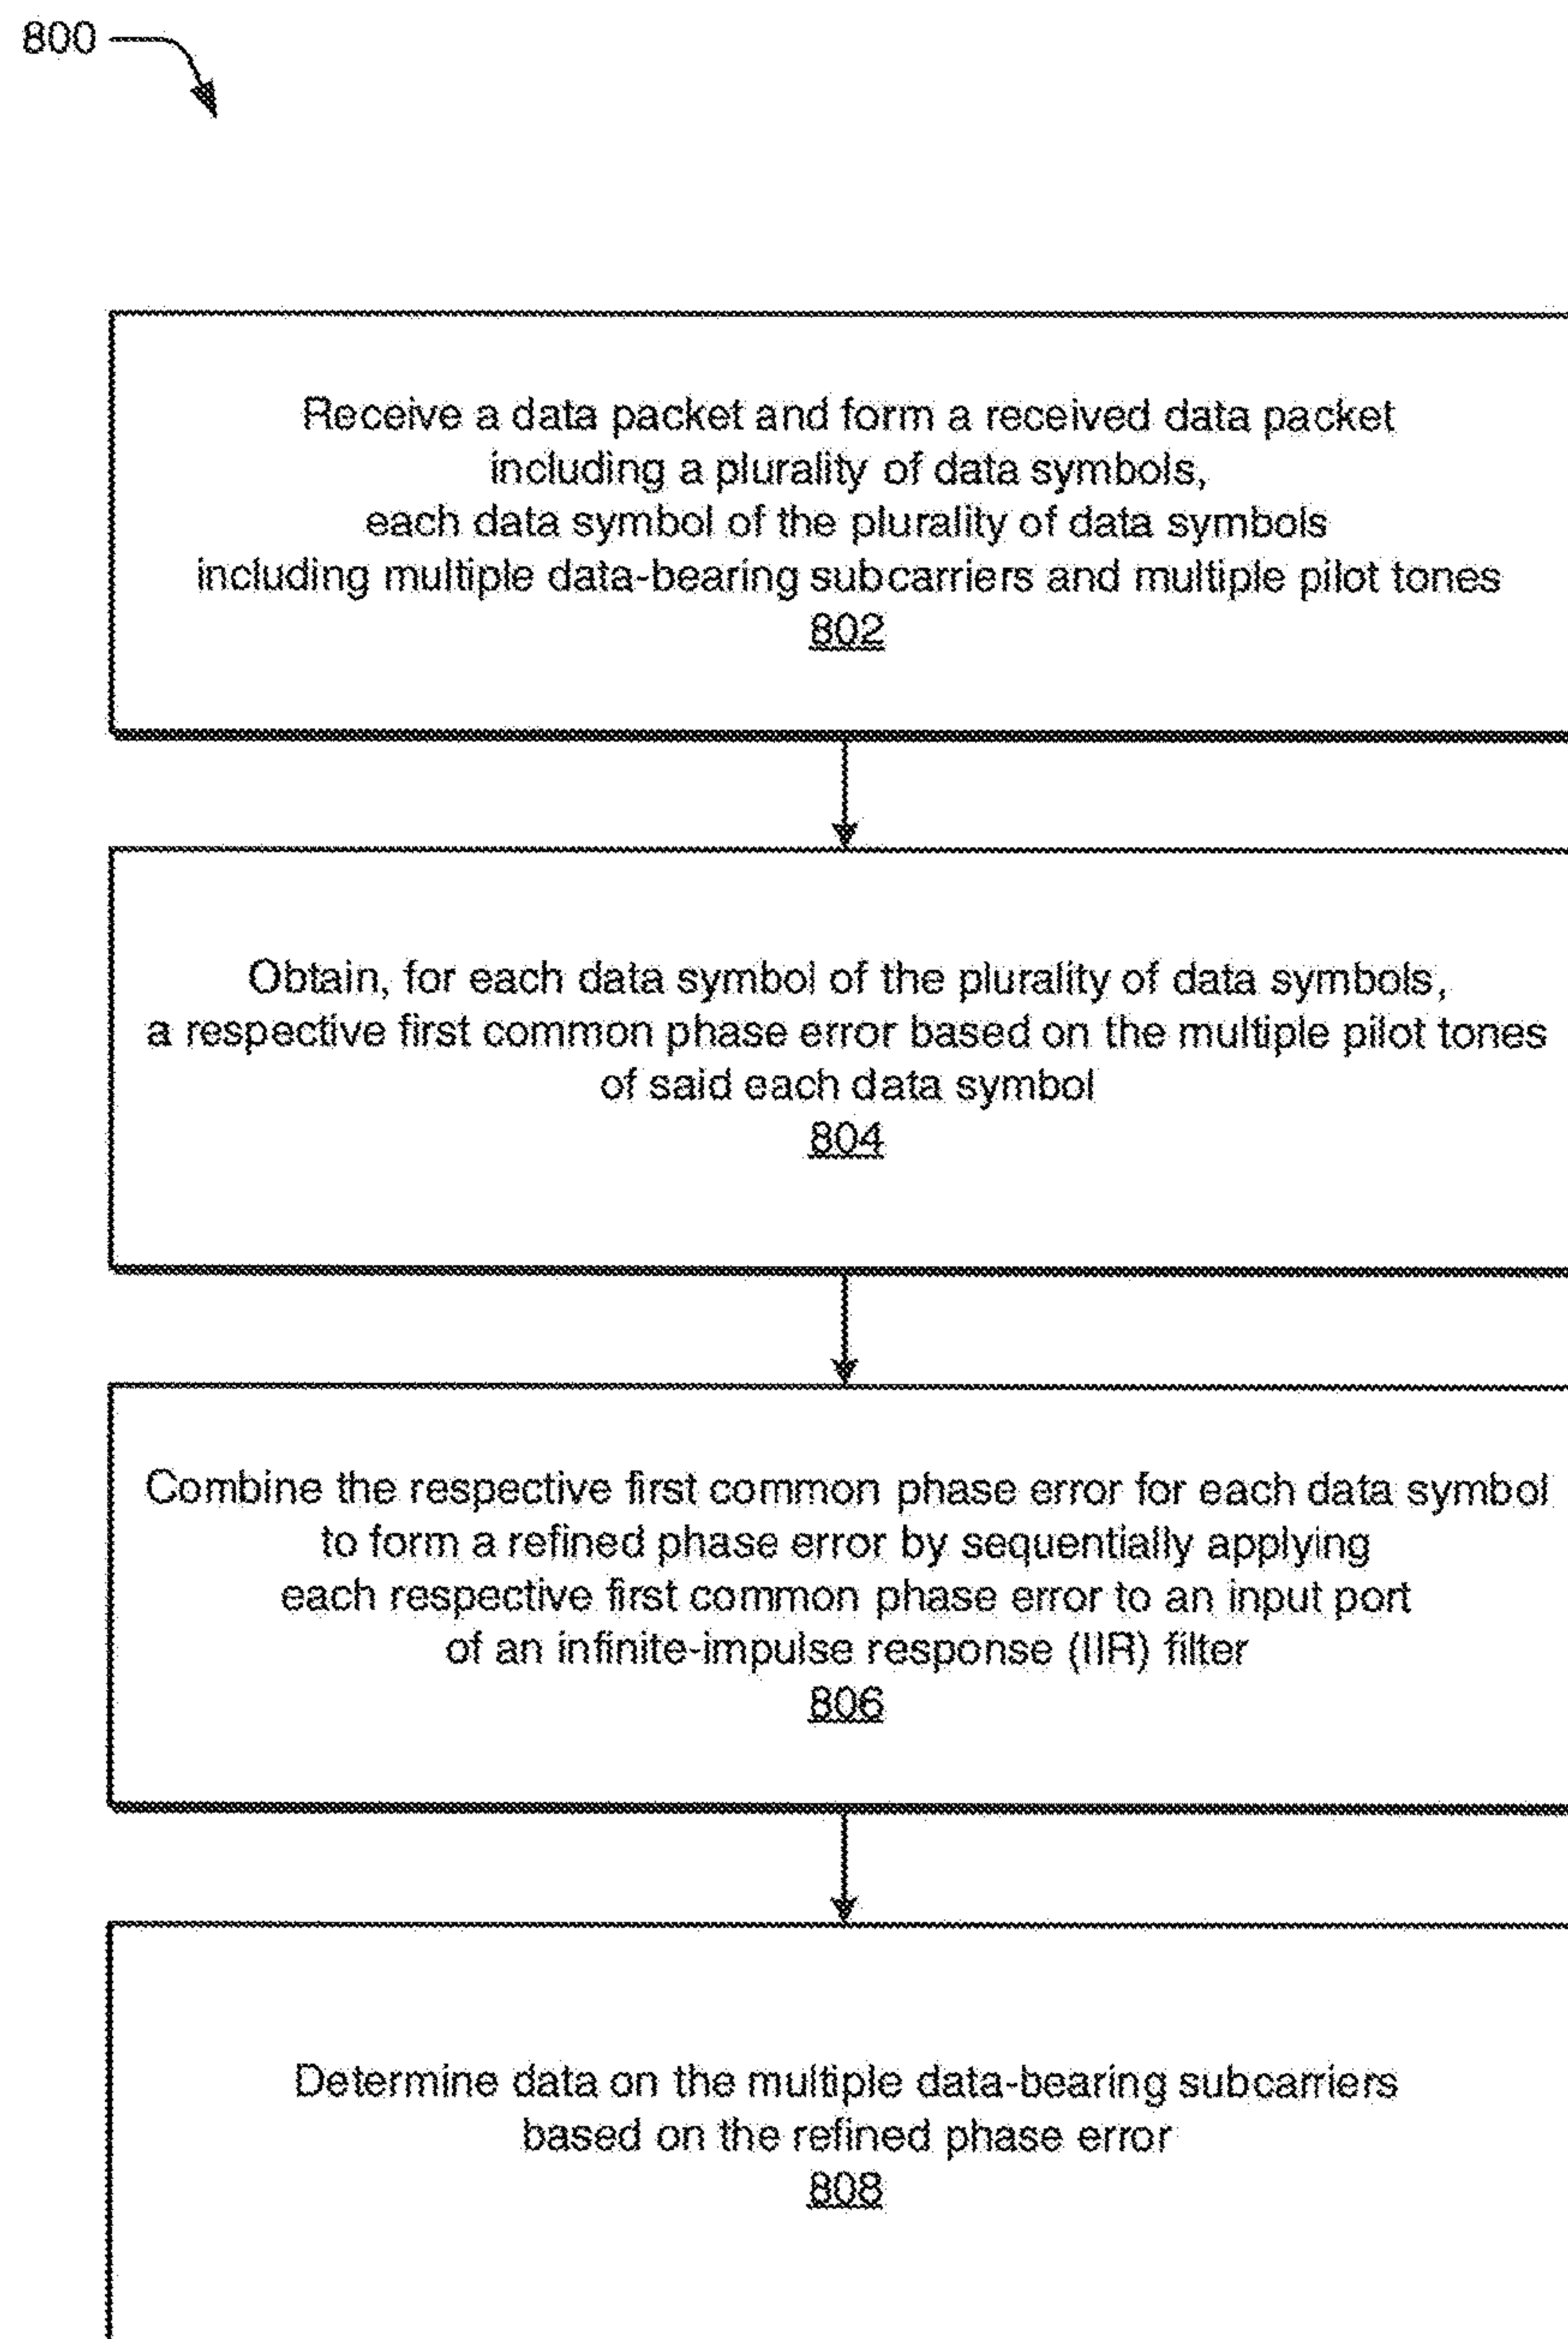 800
Receive a data packet and form a received data packet
including a plurality of data symbols,
each data symbol of the plurality of data symbols
including multiple data-bearing subcarriers and multiple pilot tones
802
Obtain, for each data symbol of the plurality of data symbols,
a respective first common phase error based on the multiple pilot tones
of said each data symbol
804
Combine the respective first common phase error for each data symbol
to form a refined phase error by sequentially applying
each respective first common phase error to an input port
of an infinite-impulse response (IIR) filter
806
Determine data on the multiple data-bearing subcarriers
based on the refined phase error
808